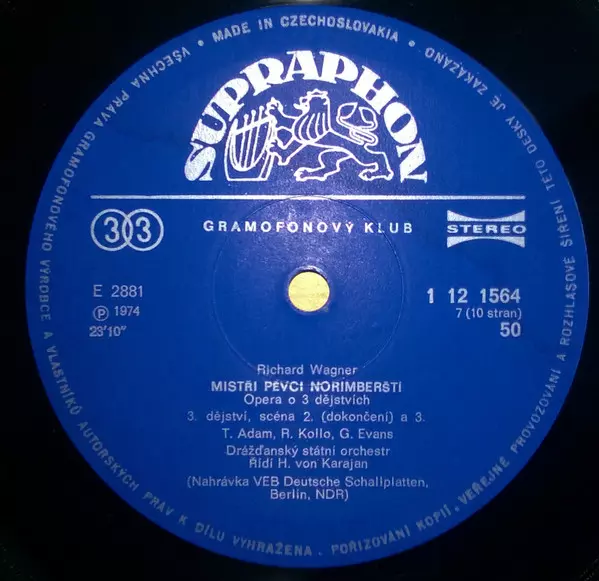 • MADE IN CZECHOSLOVAKIA •
VŠECHNA PRÁVA GRAMOFONOVÉHO VÝROBCE A VLASTNÍKŮ AUTORSKÝCH PRÁV K DÍLU VYHRAŽENA. POŘIZOVÁNÍ KOPIÍ, VEŘEJNÉ PROVOZOVÁNÍ A ROZHLASOVÉ ŠÍŘENÍ TÉTO DESKY JE ZAKÁZÁNO
SUPRAPHON
33
GRAMOFONOVÝ KLUB
STEREO
E 2881
Ⓟ 1974
23'10"
1 12 1564
7 (10 stran)
50
Richard Wagner
MISTŘI PĚVCI NORIMBERŠTÍ
Opera o 3 dějstvích
3. dějství, scéna 2. (dokončení) a 3.
T. Adam, R. Kollo, G. Evans
Drážďanský státní orchestr
Řídí H. von Karajan
(Nahrávka VEB Deutsche Schallplatten,
Berlin, NDR)